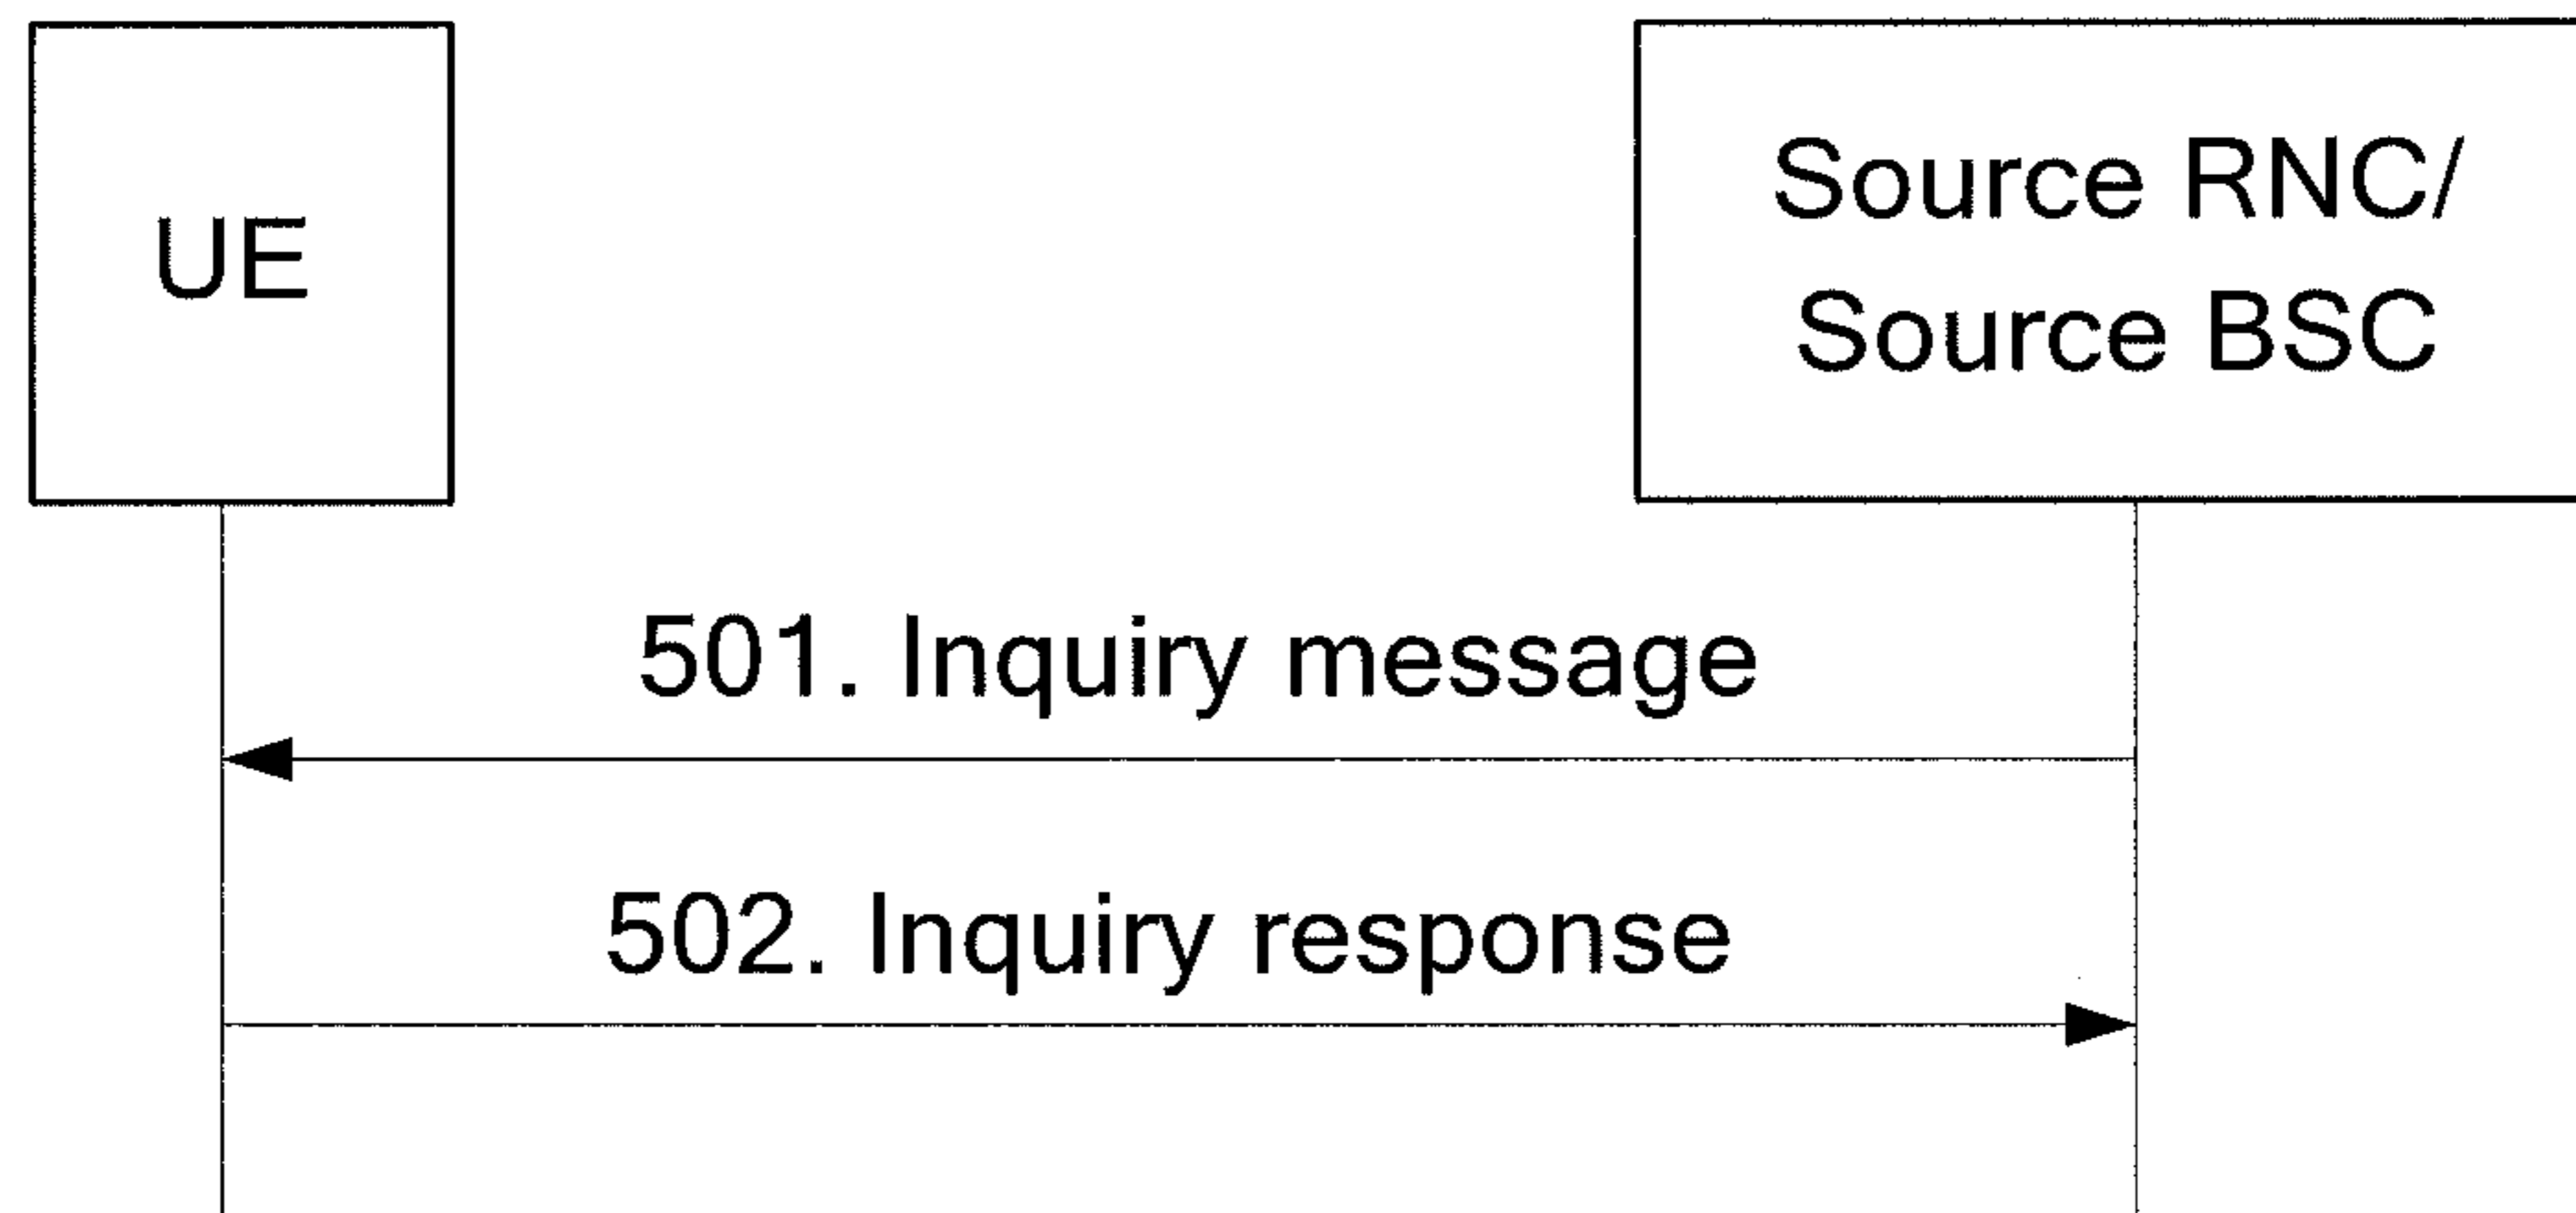 UE
Source RNC/
Source BSC
501. Inquiry message
502. Inquiry response